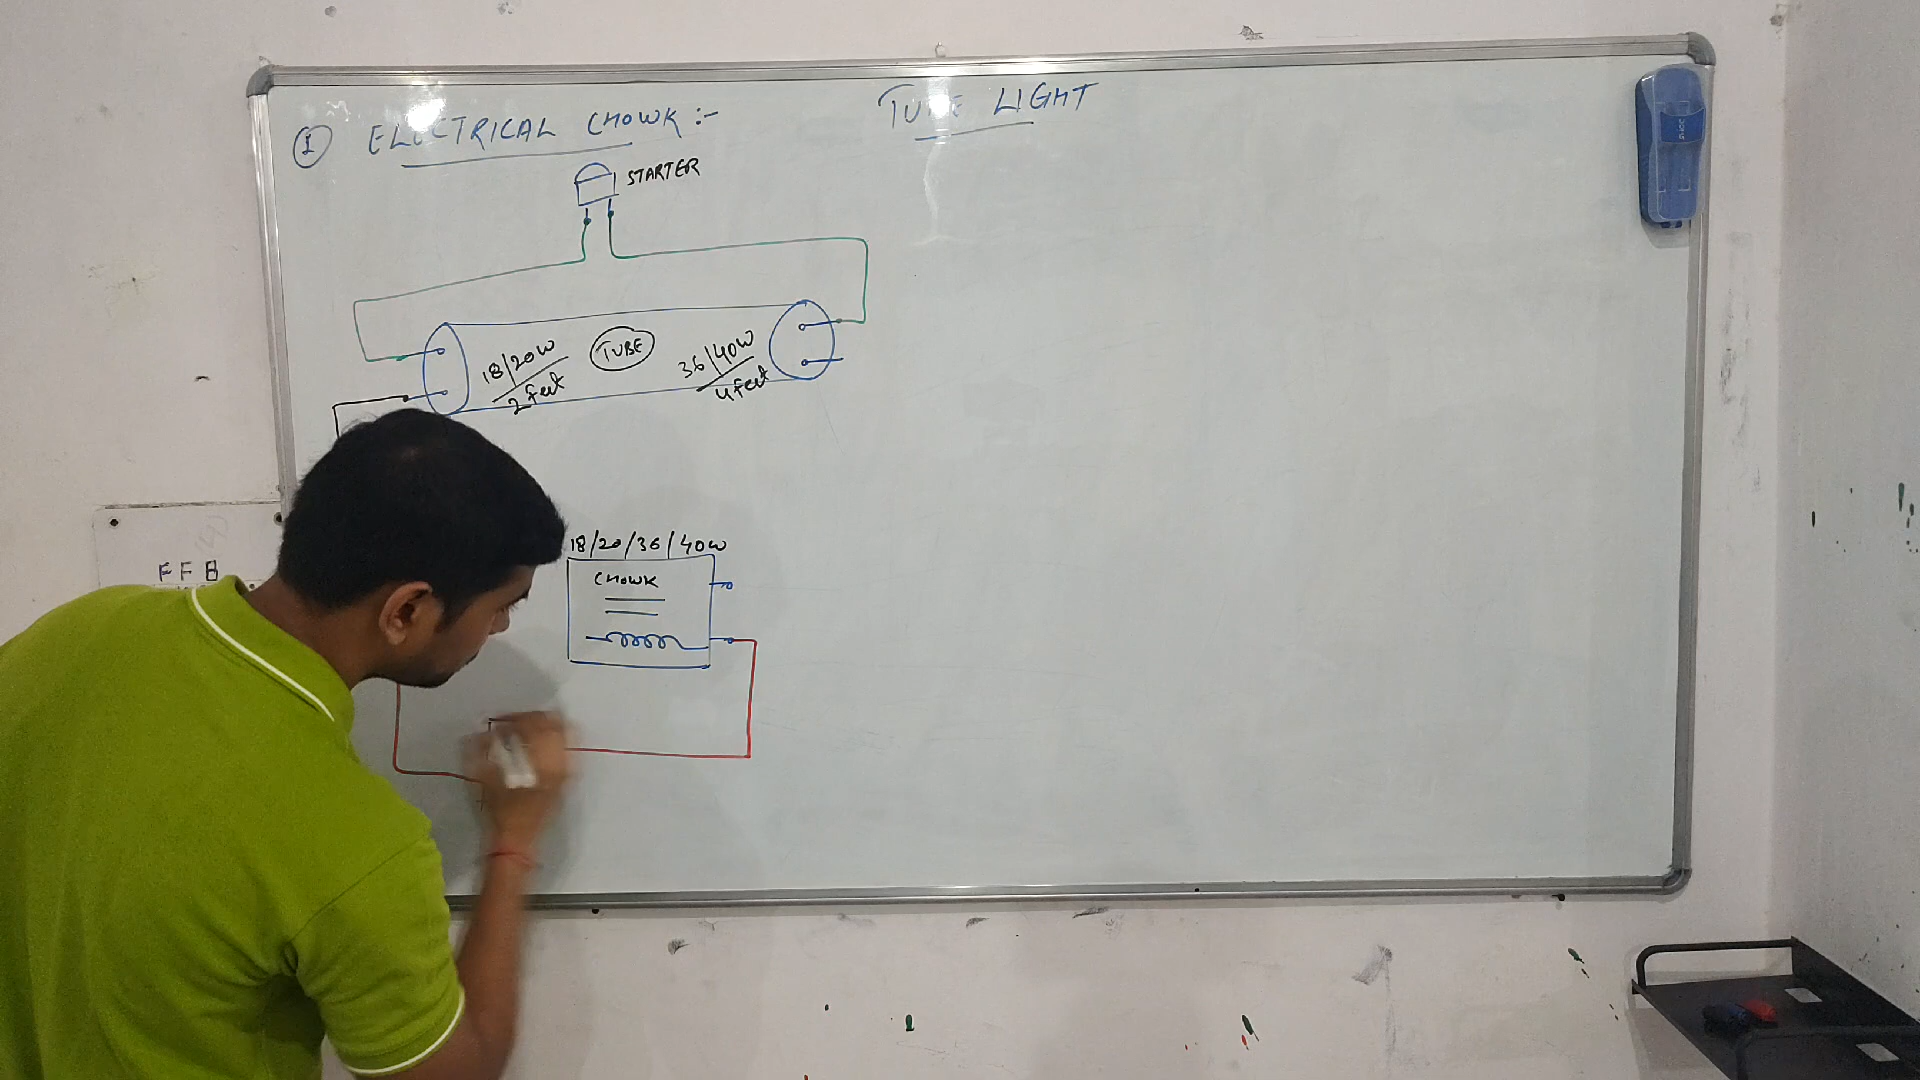 TUBE LIGHT
① ELECTRICAL CHOWK :-
STARTER
18/20W
2 feet
TUBE
36/40W
4 feet
18/20/36/40W
CHOWK
FFB